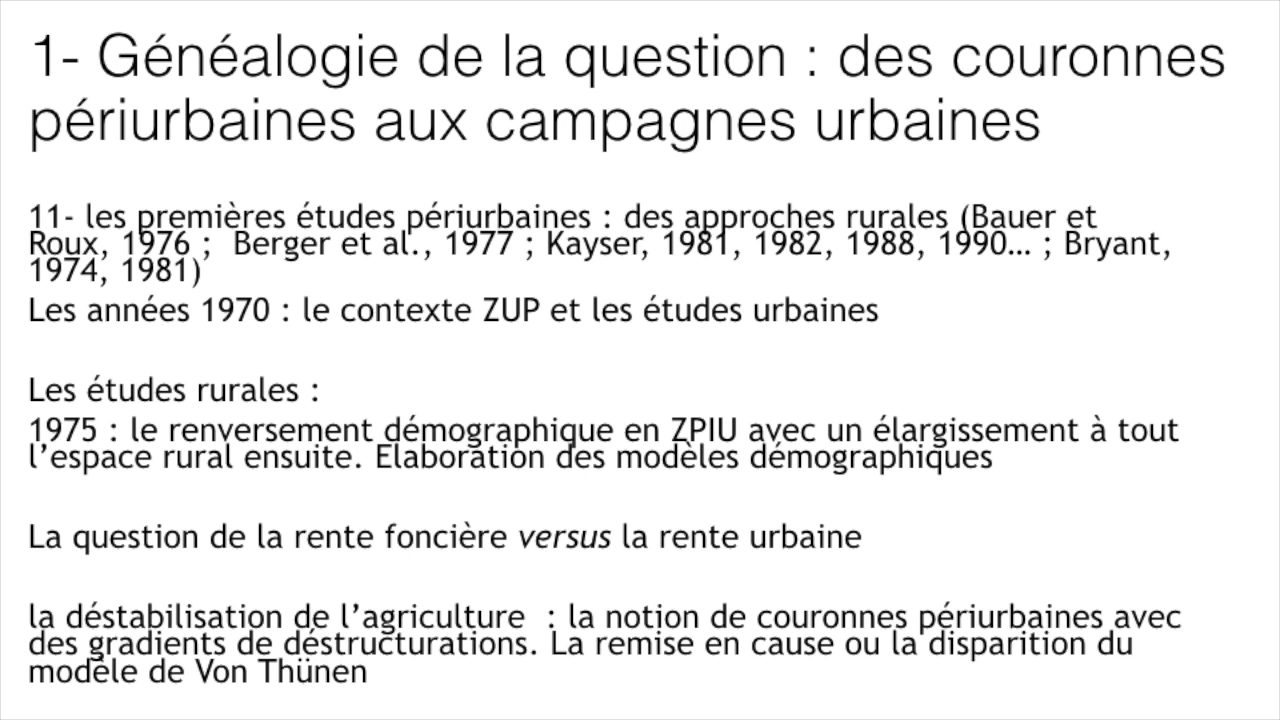 1- Généalogie de la question : des couronnes
périurbaines aux campagnes urbaines
11- les premières études périurbaines : des approches rurales (Bauer et
Roux, 1976 ;  Berger et al., 1977 ; Kayser, 1981, 1982, 1988, 1990… ; Bryant,
1974, 1981)
Les années 1970 : le contexte ZUP et les études urbaines
Les études rurales :
1975 : le renversement démographique en ZPIU avec un élargissement à tout
l’espace rural ensuite. Elaboration des modèles démographiques
La question de la rente foncière versus la rente urbaine
la déstabilisation de l’agriculture  : la notion de couronnes périurbaines avec
des gradients de déstructurations. La remise en cause ou la disparition du
modèle de Von Thünen